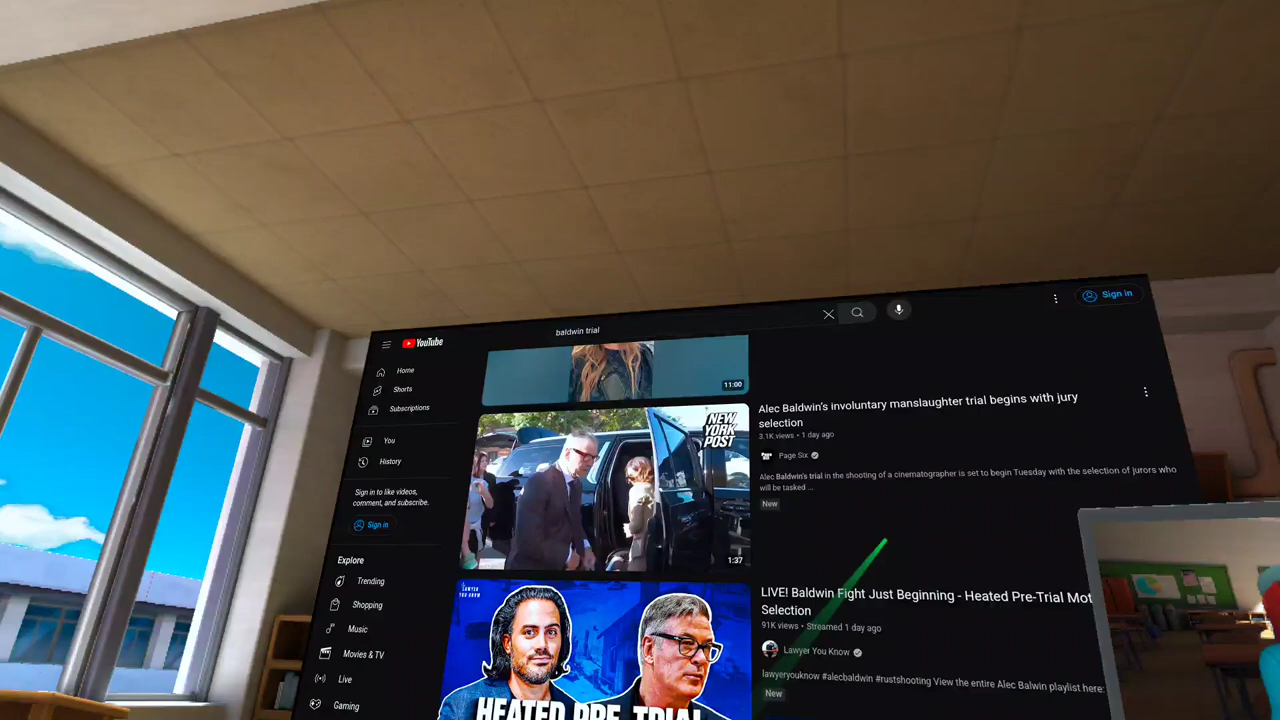 YouTube
baldwin trial
Sign in
Home
Shorts
Subscriptions
You
History
Sign in to like videos,
comment, and subscribe.
Sign in
Explore
Trending
Shopping
Music
Movies & TV
Live
Gaming
11:00
NEW
YORK
POST
1:37
Alec Baldwin's involuntary manslaughter trial begins with jury
selection
3.1K views • 1 day ago
Page Six
Alec Baldwin's trial in the shooting of a cinematographer is set to begin Tuesday with the selection of jurors who
will be tasked ...
New
LAWYER
YOU KNOW
HEATED PRE-TRIAL
LIVE! Baldwin Fight Just Beginning - Heated Pre-Trial Mot
Selection
91K views • Streamed 1 day ago
Lawyer You Know
lawyeryouknow #alecbaldwin #rustshooting View the entire Alec Balwin playlist here:
New